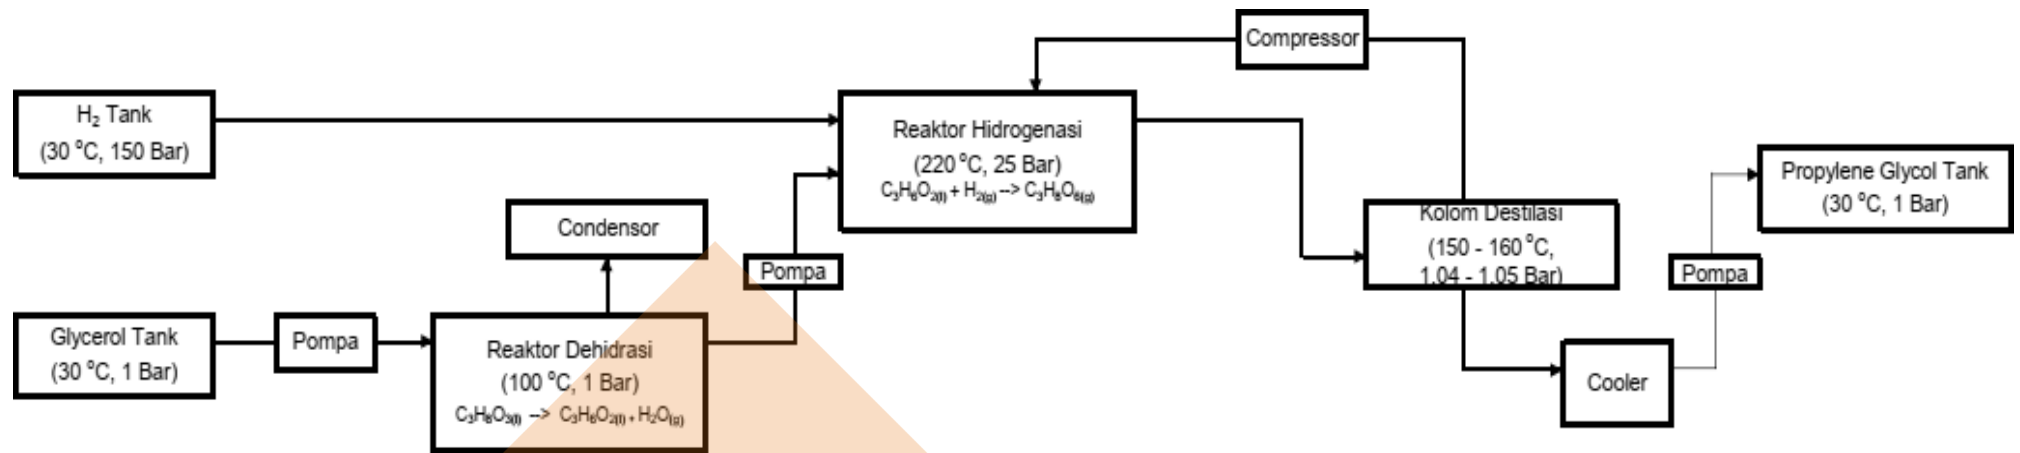 Compressor
H₂ Tank
(30 °C, 150 Bar)
Reaktor Hidrogenasi
(220 °C, 25 Bar)
C₃H₆O₂₍ₗ₎ + H₂₍g₎ --> C₃H₈O₆₍g₎
Propylene Glycol Tank
(30 °C, 1 Bar)
Condensor
Kolom Destilasi
(150 - 160 °C,
1.04 - 1.05 Bar)
Pompa
Pompa
Glycerol Tank
(30 °C, 1 Bar)
Pompa
Reaktor Dehidrasi
(100 °C, 1 Bar)
C₃H₈O₃₍ₗ₎ --> C₃H₆O₂₍ₗ₎ + H₂O₍g₎
Cooler